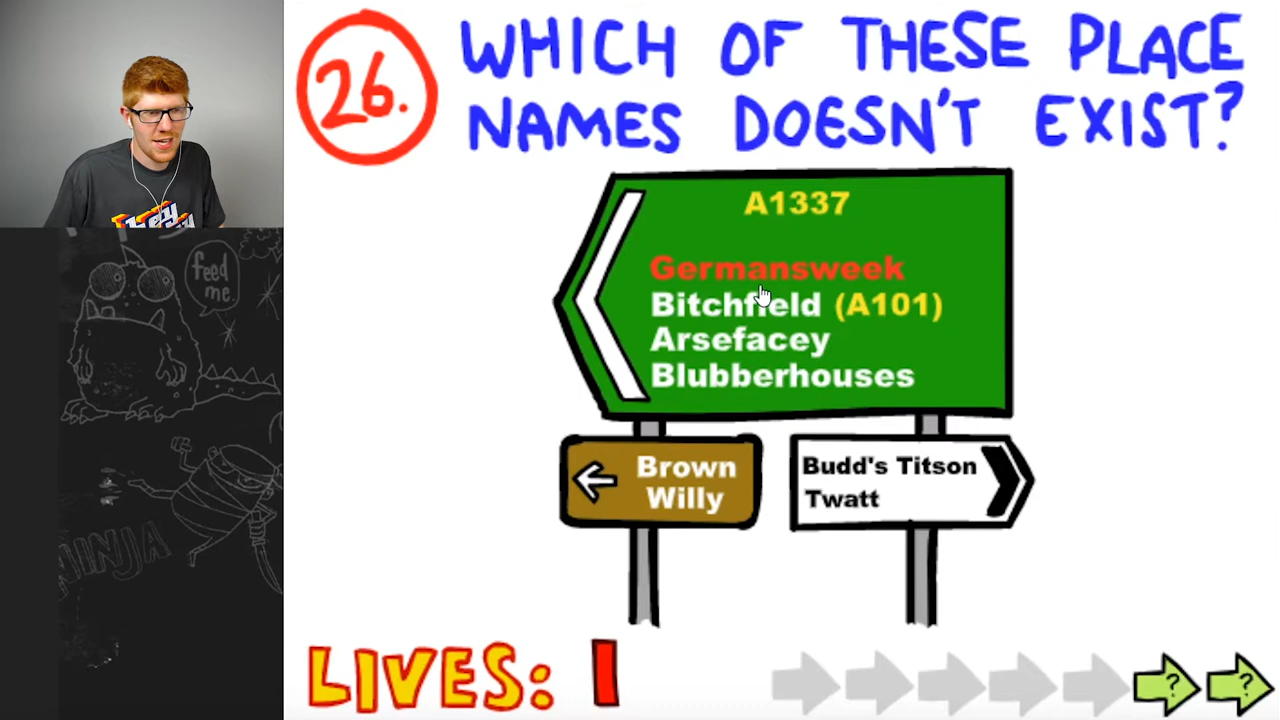 26.
WHICH OF THESE PLACE
NAMES DOESN'T EXIST?
A1337
Germansweek
Bitchfield (A101)
Arsefacey
Blubberhouses
Brown
Willy
Budd's Titson
Twatt
feed
me.
NINJA
LIVES: 1
?
?